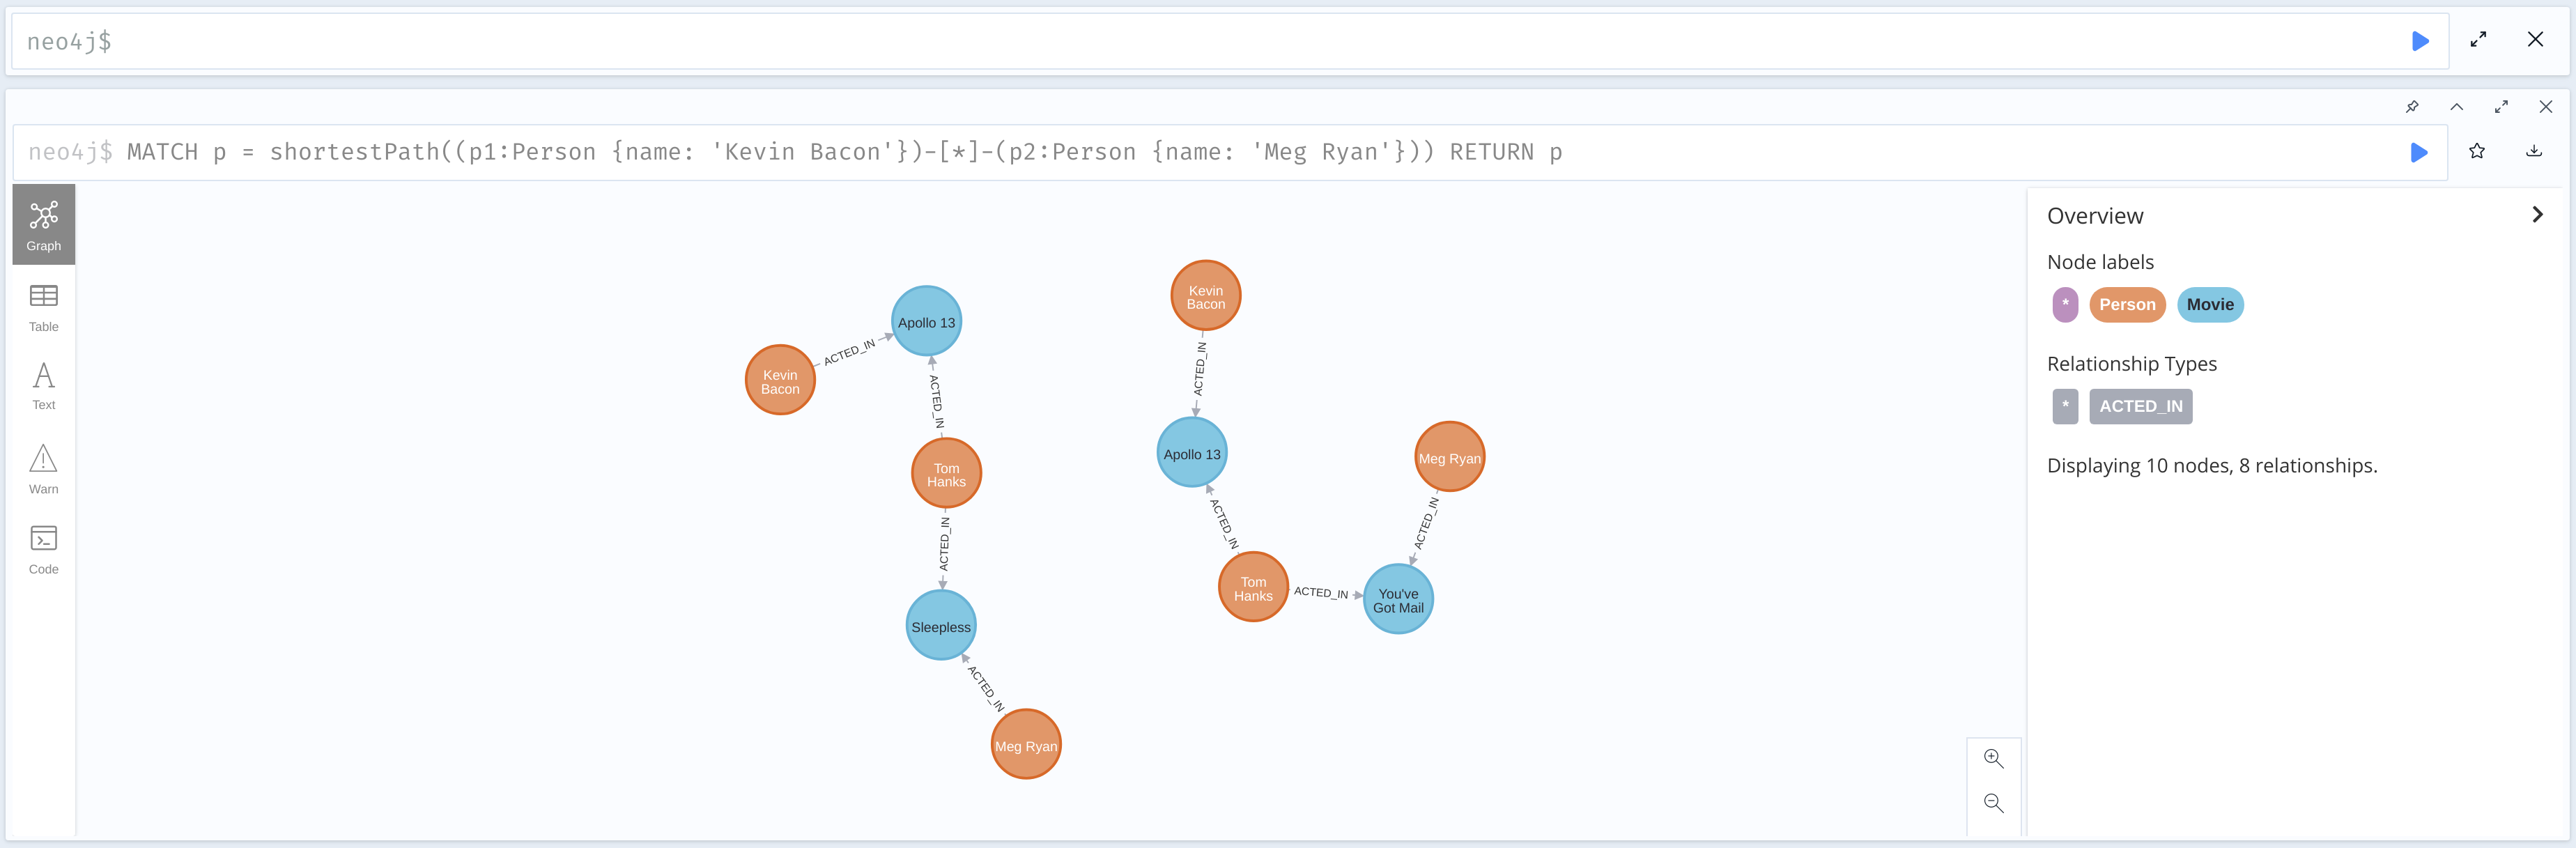 neo4j$
neo4j$ MATCH p = shortestPath((p1:Person {name: 'Kevin Bacon'})-[*]-(p2:Person {name: 'Meg Ryan'})) RETURN p
Graph
Table
Text
Warn
Code
Kevin
Bacon
ACTED_IN
Apollo 13
ACTED_IN
Tom
Hanks
ACTED_IN
Sleepless
ACTED_IN
Meg Ryan
Kevin
Bacon
ACTED_IN
Apollo 13
ACTED_IN
Tom
Hanks
ACTED_IN
You've
Got Mail
ACTED_IN
Meg Ryan
Overview
Node labels
* Person Movie
Relationship Types
* ACTED_IN
Displaying 10 nodes, 8 relationships.